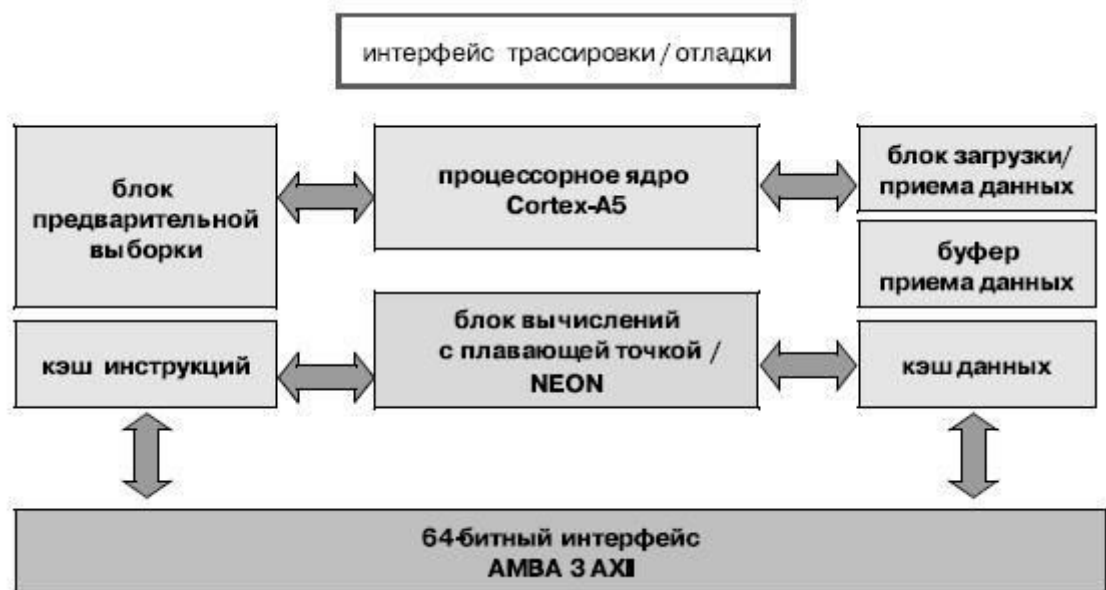 интерфейс трассировки / отладки
блок
предварительной
выборки
процессорное ядро
Cortex-A5
блок загрузки/
приема данных
буфер
приема данных
кэш инструкций
блок вычислений
с плавающей точкой /
NEON
кэш данных
64-битный интерфейс
AMBA 3 AXI